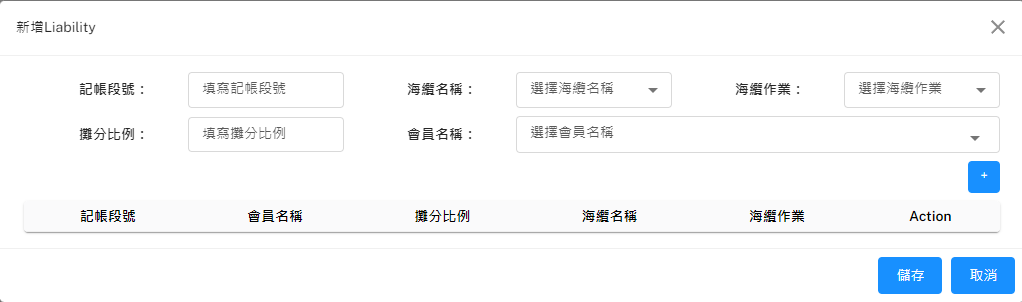 新增Liability
記帳段號： 填寫記帳段號 海纜名稱： 選擇海纜名稱 海纜作業： 選擇海纜作業
攤分比例： 填寫攤分比例 會員名稱： 選擇會員名稱
+
記帳段號 會員名稱 攤分比例 海纜名稱 海纜作業 Action
儲存 取消